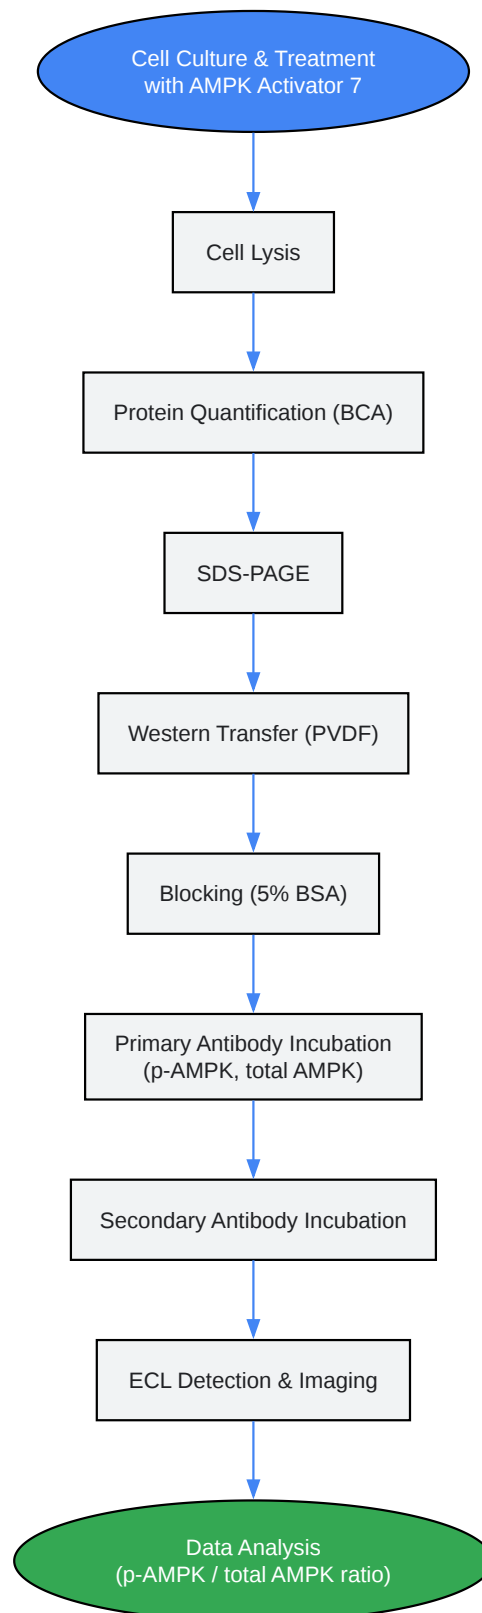 Cell Culture & Treatment
with AMPK Activator 7
Cell Lysis
Protein Quantification (BCA)
SDS-PAGE
Western Transfer (PVDF)
Blocking (5% BSA)
Primary Antibody Incubation
(p-AMPK, total AMPK)
Secondary Antibody Incubation
ECL Detection & Imaging
Data Analysis
(p-AMPK / total AMPK ratio)